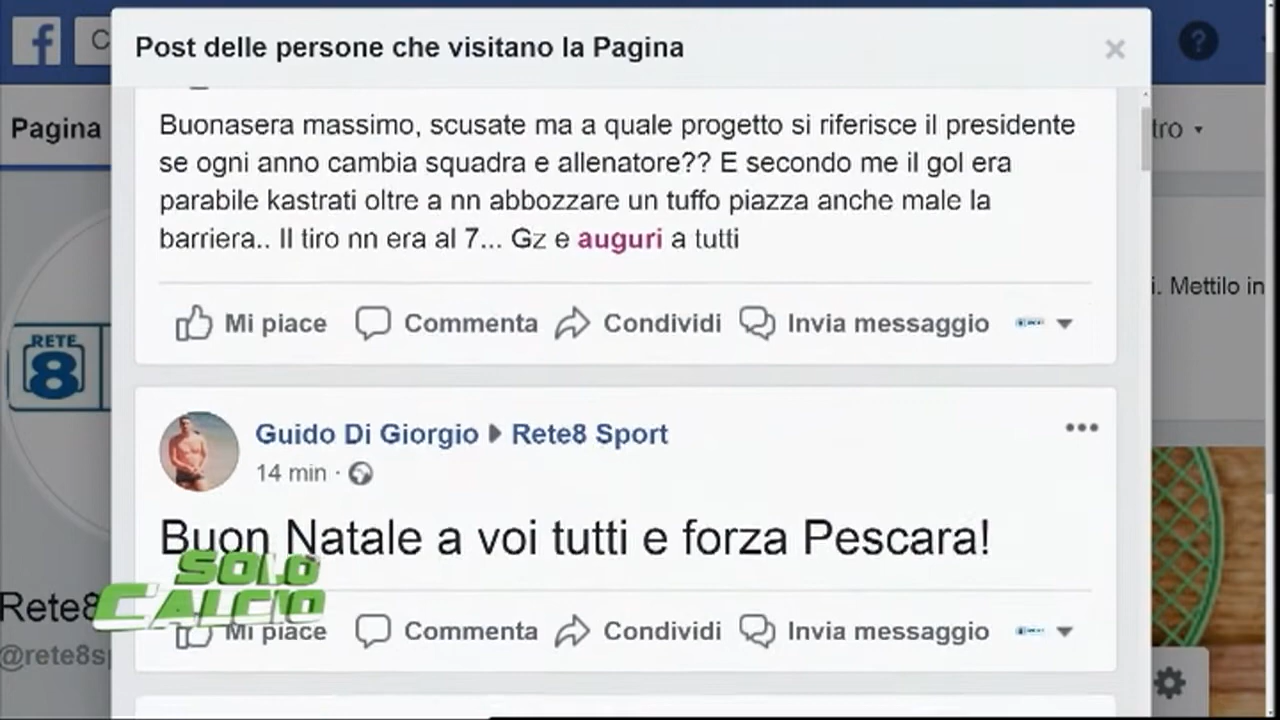 Post delle persone che visitano la Pagina
Pagina
Buonasera massimo, scusate ma a quale progetto si riferisce il presidente
se ogni anno cambia squadra e allenatore?? E secondo me il gol era
parabile kastrati oltre a nn abbozzare un tuffo piazza anche male la
barriera.. Il tiro nn era al 7... Gz e auguri a tutti
i. Mettilo in
Mi piace Commenta Condividi Invia messaggio
RETE
8
Guido Di Giorgio Rete8 Sport
14 min ·
Buon Natale a voi tutti e forza Pescara!
SOLO
CALCIO
Rete8
Mi piace Commenta Condividi Invia messaggio
@rete8sp